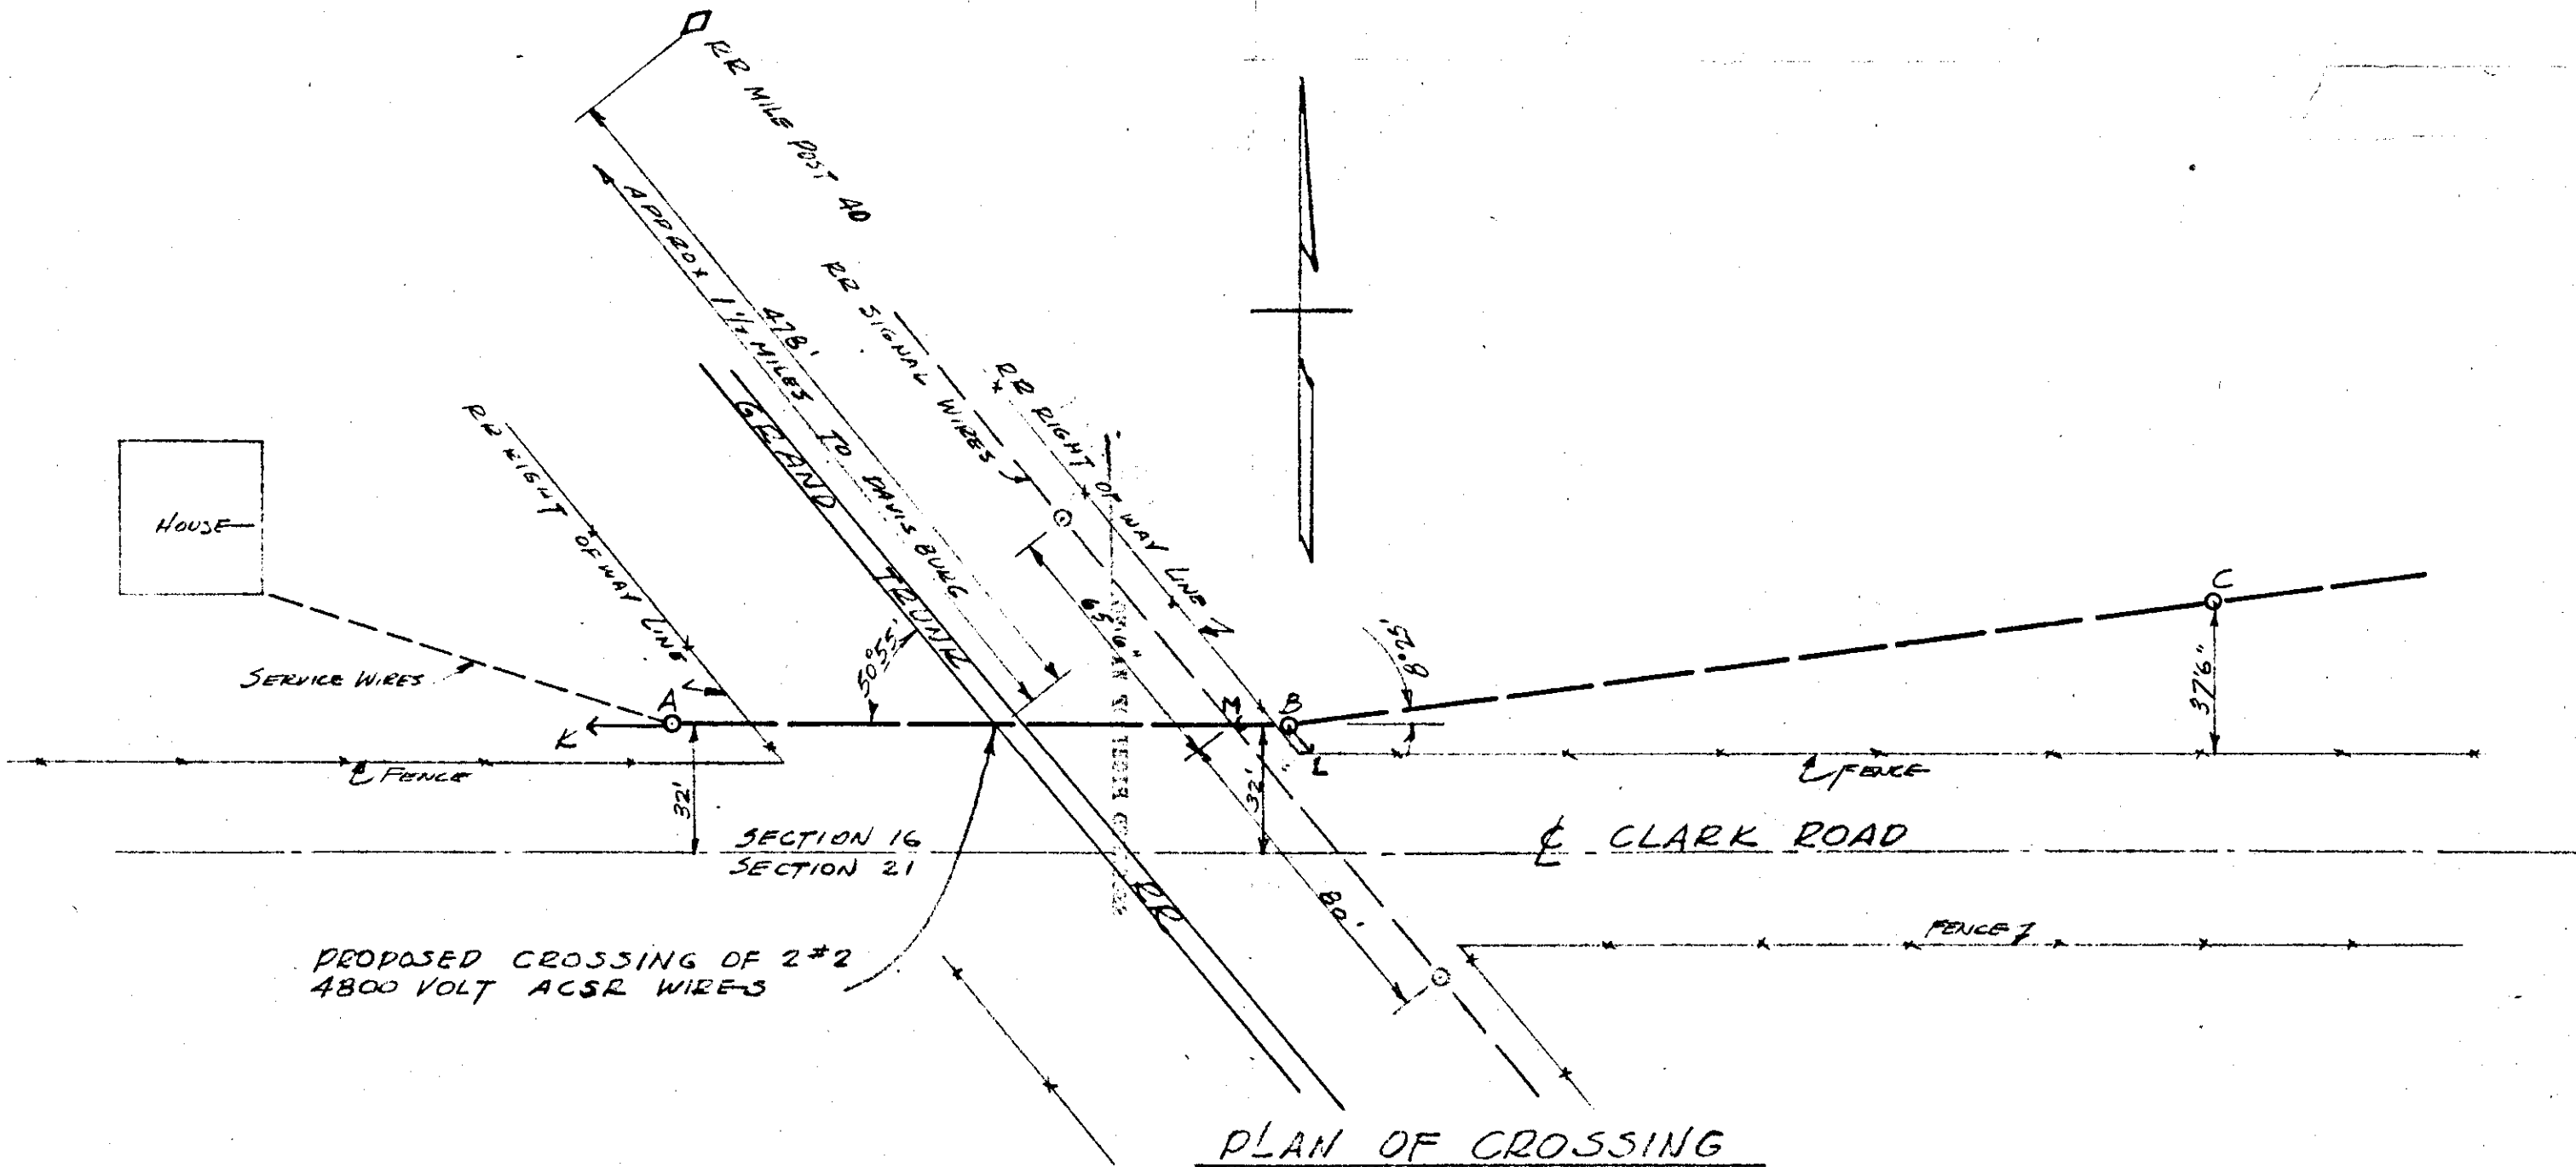 RR MILE POST 40
APPROX 1 1/2 MILES TO DAVISBURG
478'
RR SIGNAL WIRES
RR RIGHT OF WAY LINE
RR RIGHT OF WAY LINE
GRAND TRUNK RR
HOUSE
SERVICE WIRES
50°55'
65'
8°25'
A
B
C
K
L
M
37'6"
℄ FENCE
℄ FENCE
32'
32'
SECTION 16
SECTION 21
℄ CLARK ROAD
80'
FENCE
PROPOSED CROSSING OF 2 #2
4800 VOLT ACSR WIRES
PLAN OF CROSSING